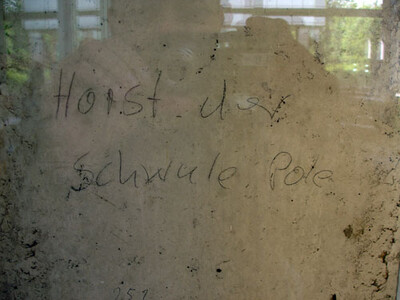 Horst der
Schwule Pole